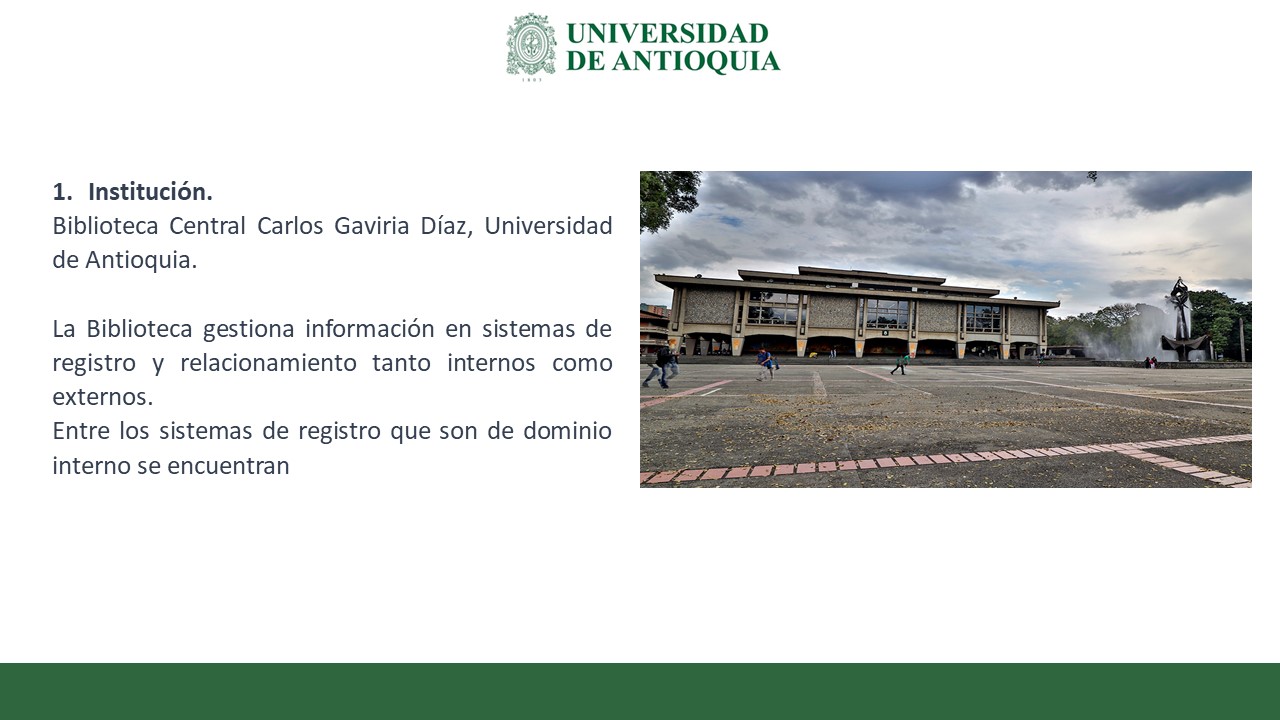 UNIVERSIDAD
DE ANTIOQUIA
1803
1. Institución.
Biblioteca Central Carlos Gaviria Díaz, Universidad
de Antioquia.
La Biblioteca gestiona información en sistemas de
registro y relacionamiento tanto internos como
externos.
Entre los sistemas de registro que son de dominio
interno se encuentran